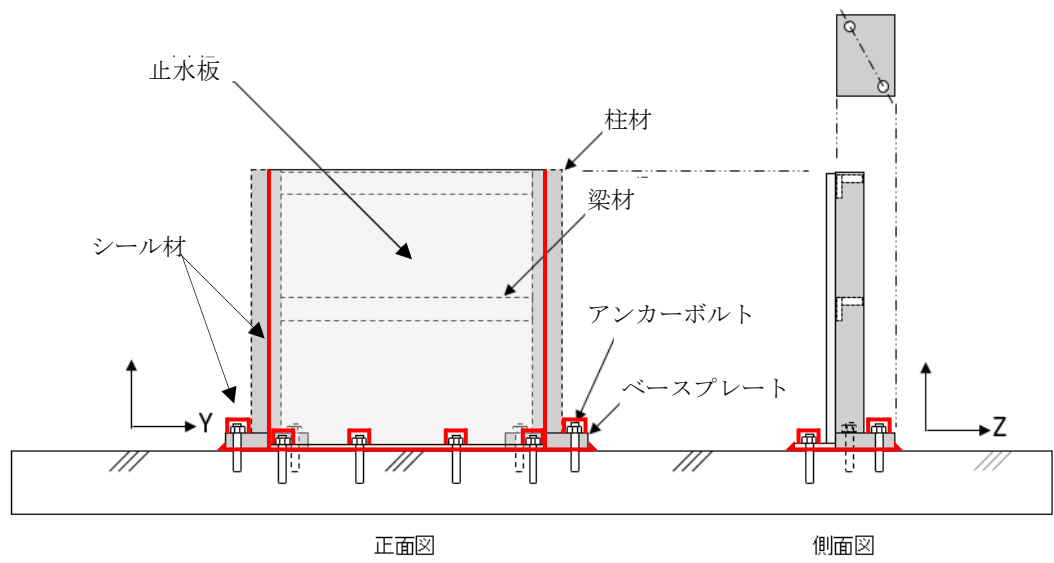 止水板
柱材
梁材
シール材
アンカーボルト
ベースプレート
Y
Z
正面図
側面図